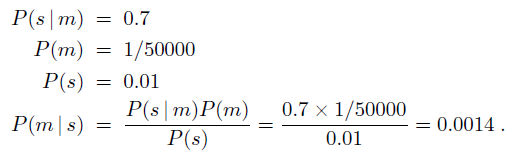 P(s | m) = 0.7
P(m) = 1/50000
P(s) = 0.01
P(m | s) = P(s | m)P(m) / P(s) = 0.7 × 1/50000 / 0.01 = 0.0014 .